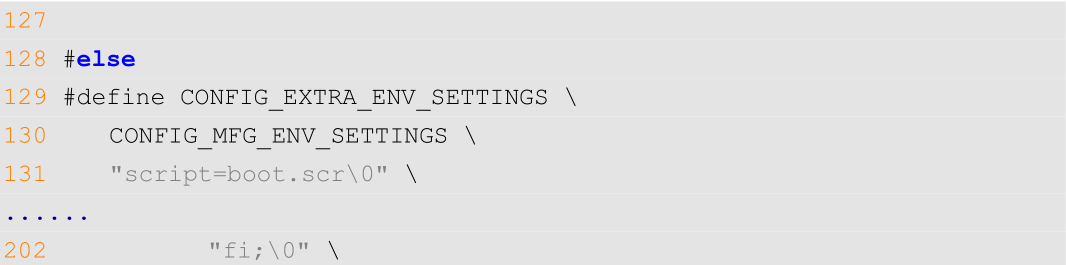 127
128 #else
129 #define CONFIG_EXTRA_ENV_SETTINGS \
130    CONFIG_MFG_ENV_SETTINGS \
131    "script=boot.scr\0" \
......
202          "fi;\0" \